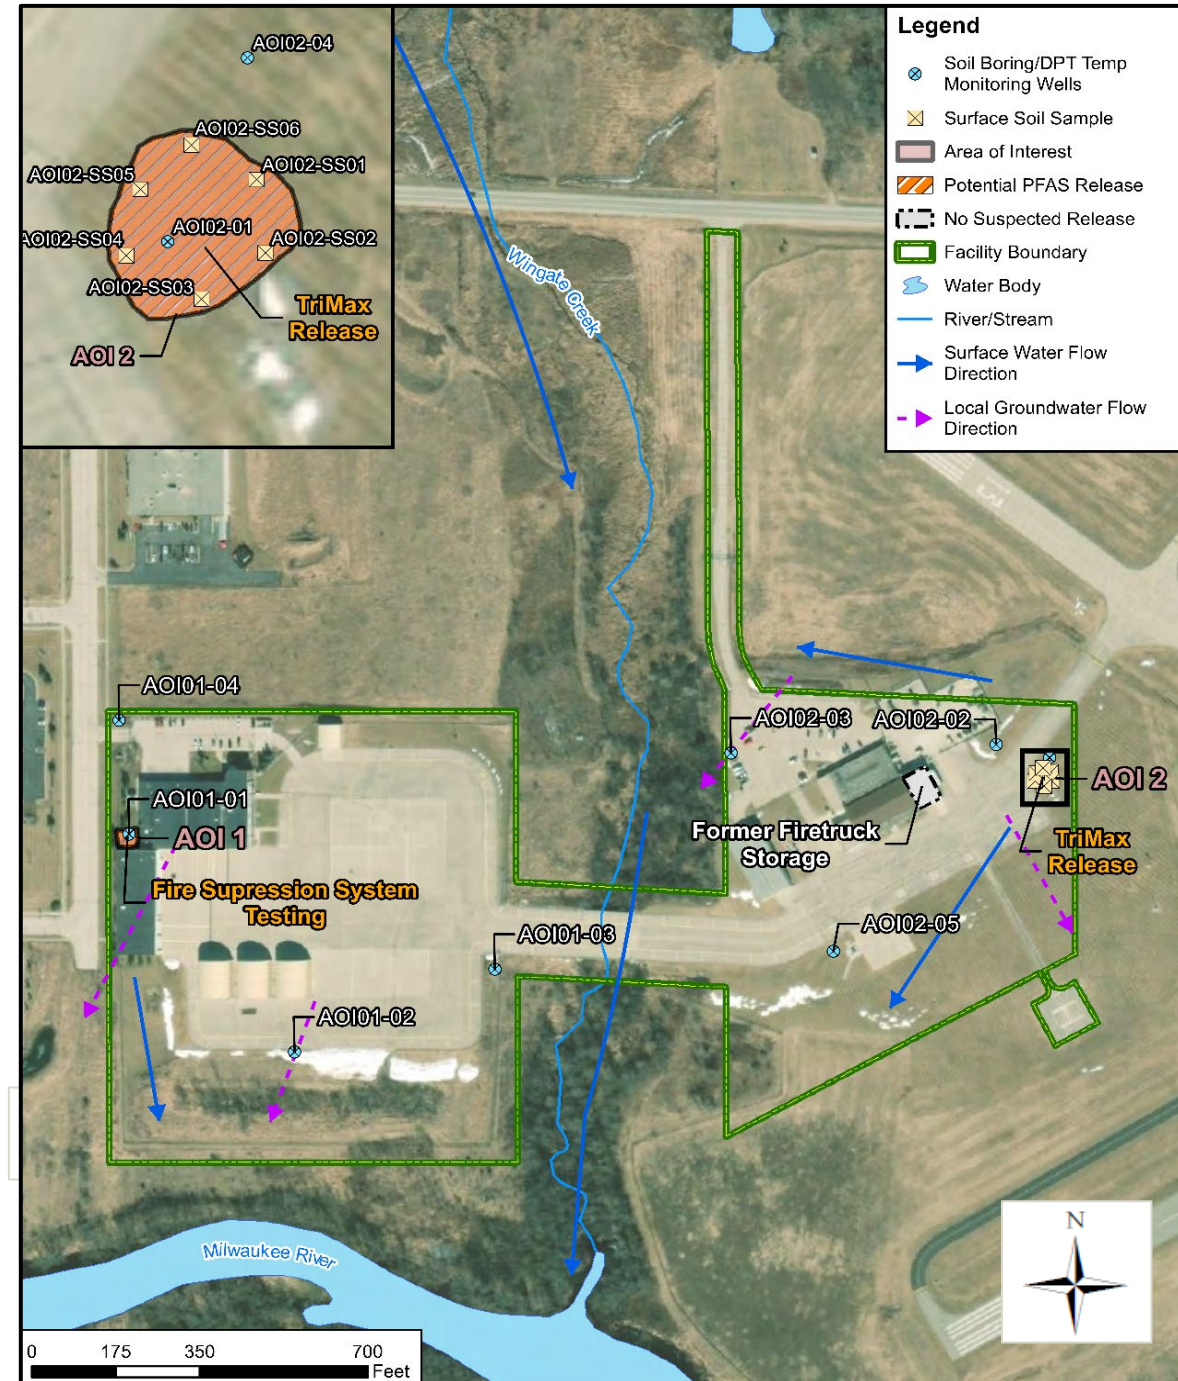 AOI02-04
AOI02-SS06
AOI02-SS01
AOI02-SS05
AOI02-01
AOI02-SS04
AOI02-SS02
AOI02-SS03
TriMax
Release
AOI 2
Legend
Soil Boring/DPT Temp
Monitoring Wells
Surface Soil Sample
Area of Interest
Potential PFAS Release
No Suspected Release
Facility Boundary
Water Body
River/Stream
Surface Water Flow
Direction
Local Groundwater Flow
Direction
Wingate Creek
AOI01-04
AOI02-03
AOI02-02
AOI 2
AOI01-01
AOI 1
Former Firetruck
Storage
TriMax
Release
Fire Supression System
Testing
AOI01-03
AOI02-05
AOI01-02
Milwaukee River
N
0 175 350 700
Feet